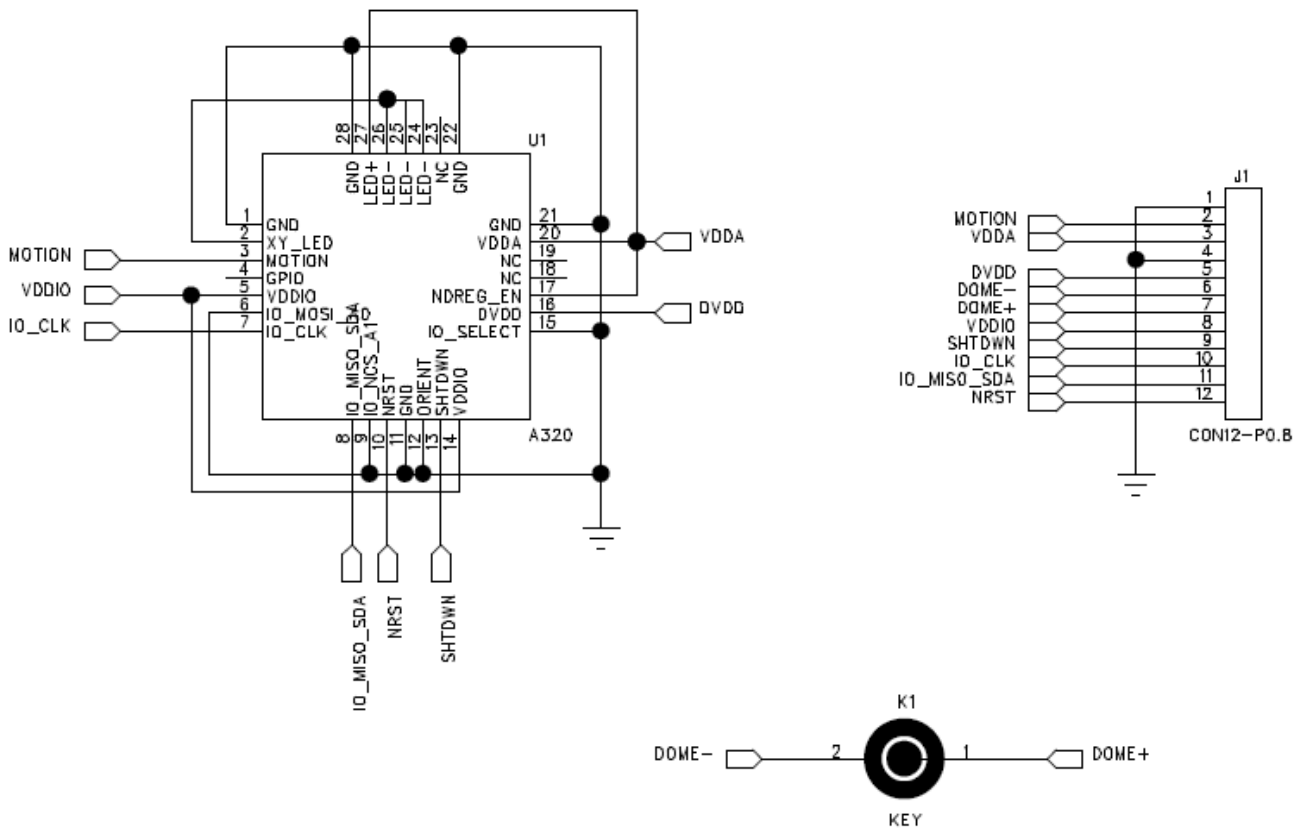 28
27
26
25
24
23
22
U1
GND
LED+
LED-
LED-
LED-
NC
GND
1 GND
2 XY_LED
MOTION 3 MOTION
4 GPIO
VDDIO 5 VDDIO
6 IO_MOSI
IO_CLK 7 IO_CLK
GND 21
VDDA 20 VDDA
NC 19
NC 18
NDREG_EN 17
DVDD 16
IO_SELECT 15
IO_MISO_SDA
IO_NCS_A1
NRST
GND
ORIENT
SHTDWN
VDDIO
8
9
10
11
12
13
14
A320
IO_MISO_SDA
NRST
SHTDWN
J1
1
MOTION 2
VDDA 3
4
DVDD 5
DOME- 6
DOME+ 7
VDDIO 8
SHTDWN 9
IO_CLK 10
IO_MISO_SDA 11
NRST 12
CON12-P0.B
K1
DOME- 2 1 DOME+
KEY